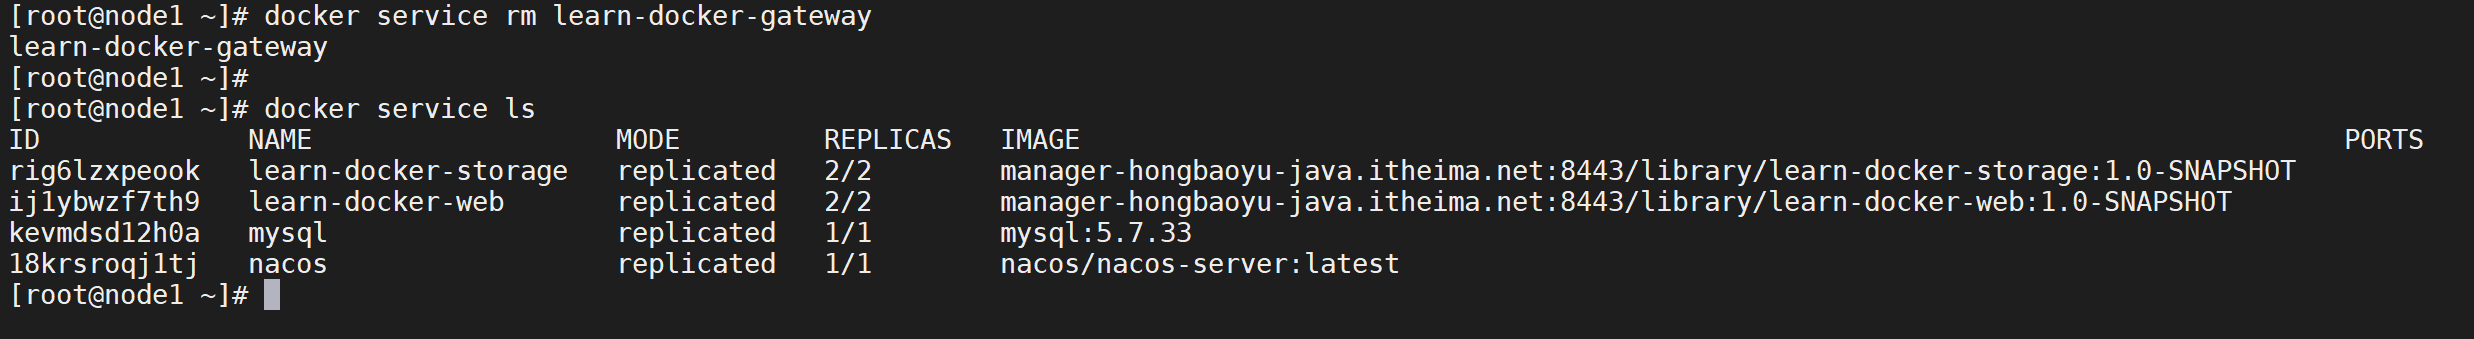 [root@node1 ~]# docker service rm learn-docker-gateway
learn-docker-gateway
[root@node1 ~]#
[root@node1 ~]# docker service ls
ID             NAME                   MODE         REPLICAS   IMAGE                                                                               PORTS
rig6lzxpeook   learn-docker-storage   replicated   2/2        manager-hongbaoyu-java.itheima.net:8443/library/learn-docker-storage:1.0-SNAPSHOT
ij1ybwzf7th9   learn-docker-web       replicated   2/2        manager-hongbaoyu-java.itheima.net:8443/library/learn-docker-web:1.0-SNAPSHOT
kevmdsd12h0a   mysql                  replicated   1/1        mysql:5.7.33
18krsroqj1tj   nacos                  replicated   1/1        nacos/nacos-server:latest
[root@node1 ~]#